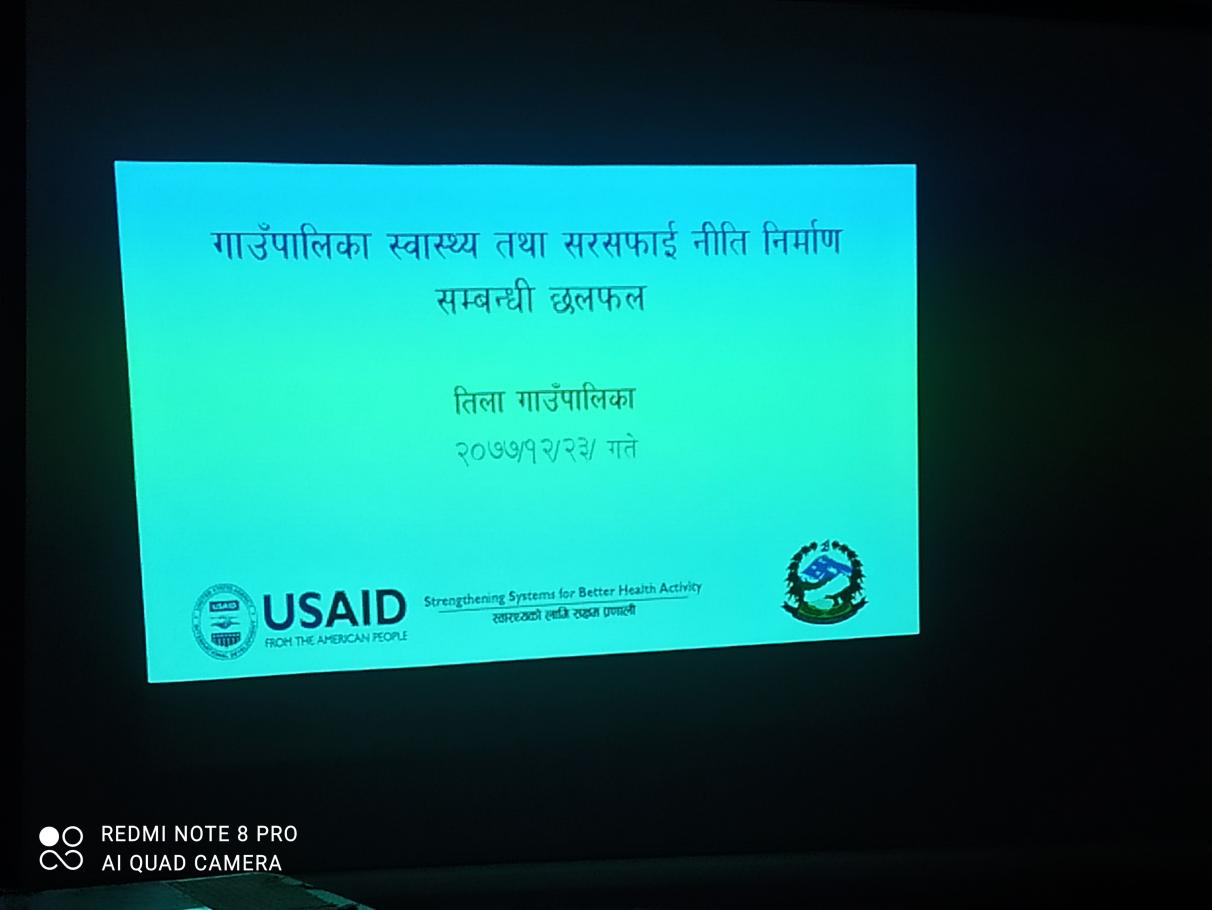 गाउँपालिका स्वास्थ्य तथा सरसफाई नीति निर्माण
सम्बन्धी छलफल
तिला गाउँपालिका
२०७७/१२/२३/ गते
USAID
USAID
FROM THE AMERICAN PEOPLE
Strengthening Systems for Better Health Activity
स्वास्थ्यको लागि सक्षम प्रणाली
REDMI NOTE 8 PRO
AI QUAD CAMERA